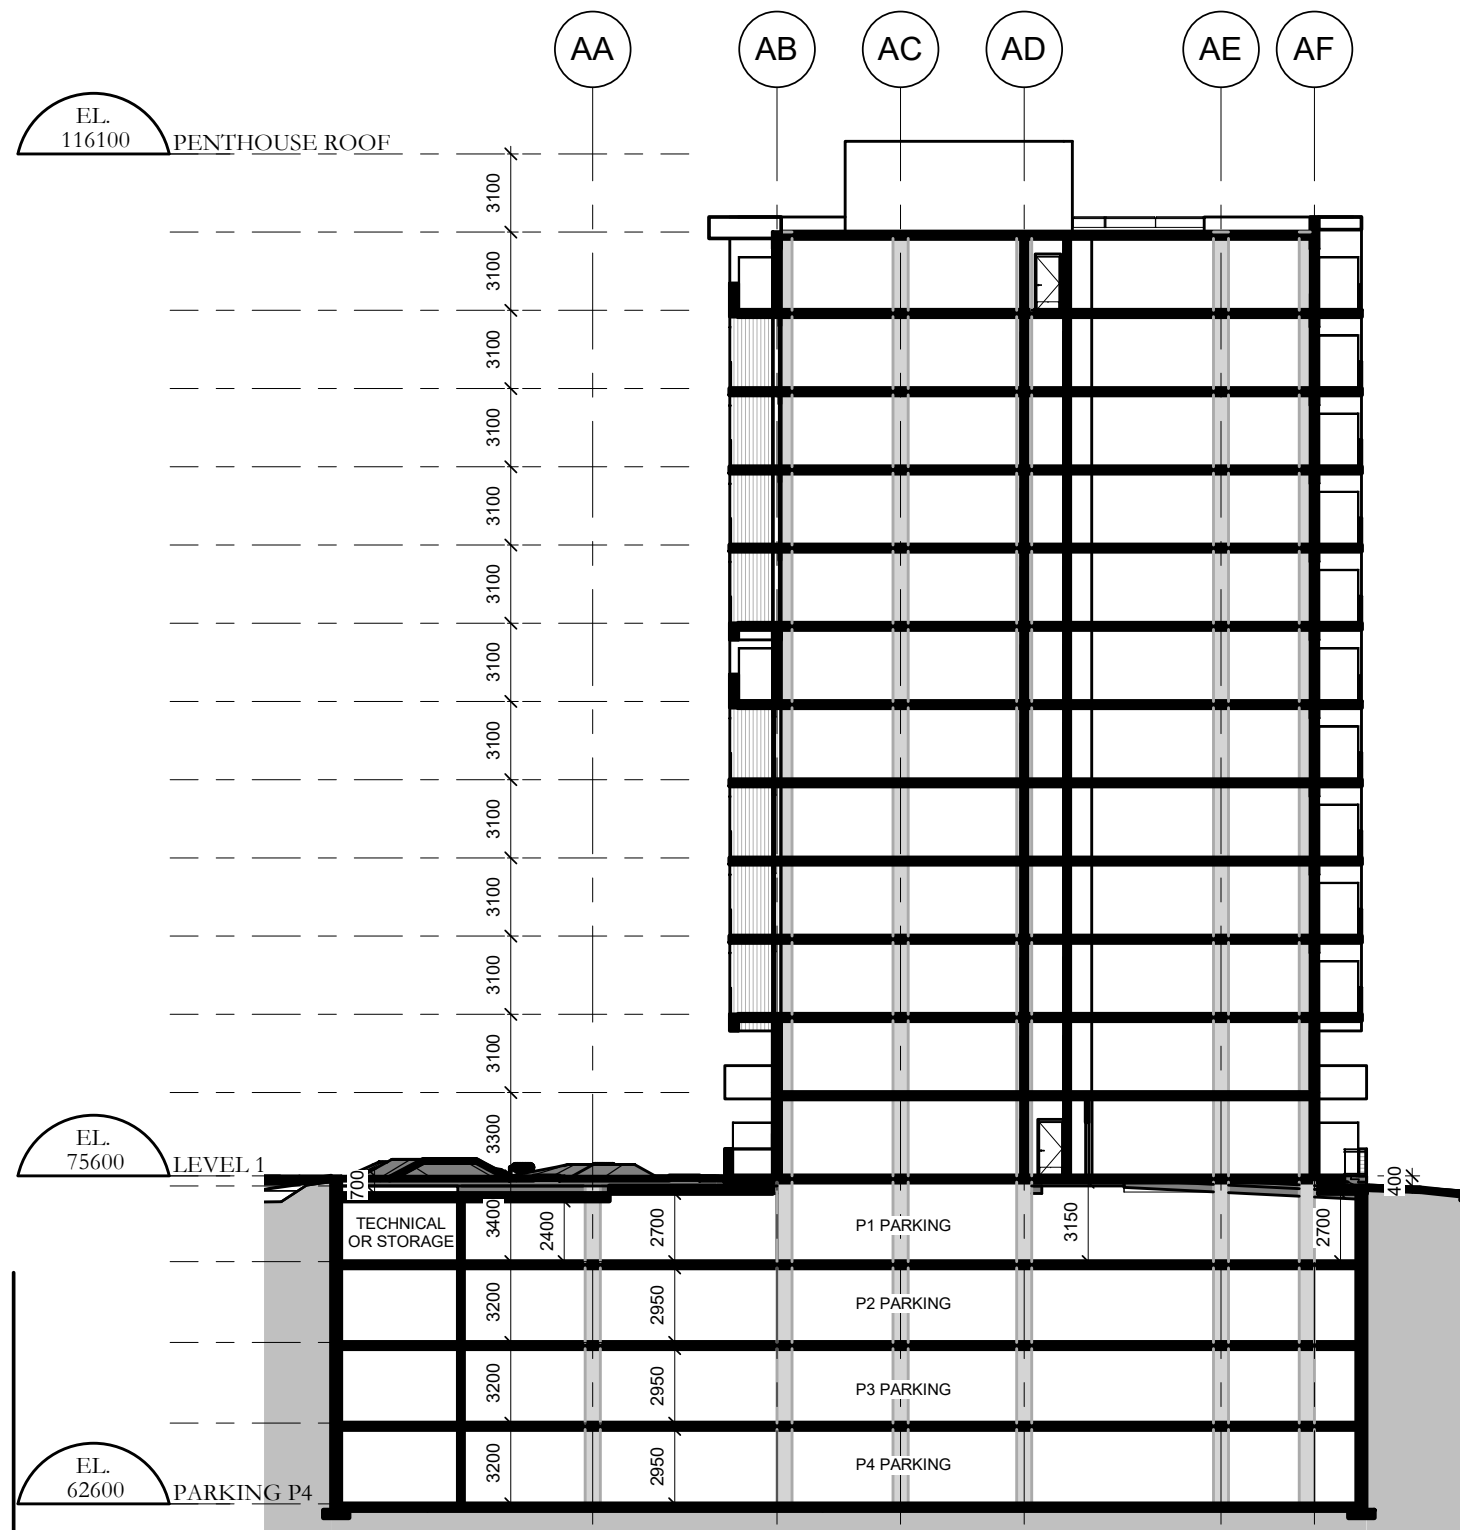 AA AB AC AD AE AF
EL.
116100
PENTHOUSE ROOF
3100
3100
3100
3100
3100
3100
3100
3100
3100
3100
3100
3100
3300
EL.
75600
LEVEL 1
700
400
TECHNICAL
OR STORAGE
3400
2400
2700
P1 PARKING
3150
2700
3200
2950
P2 PARKING
3200
2950
P3 PARKING
3200
2950
P4 PARKING
EL.
62600
PARKING P4